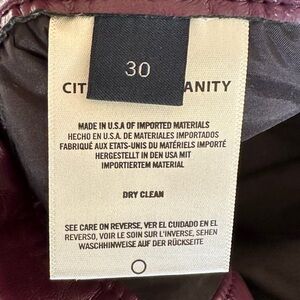 30
CIT ANITY
MADE IN U.S.A OF IMPORTED MATERIALS
HECHO EN U.S.A. DE MATERIALES IMPORTADOS
FABRIQUÉ AUX ETATS-UNIS DU MATÉRIELS IMPORTÉ
HERGESTELLT IN DEN USA MIT
IMPORTIERTEM MATERIAL
DRY CLEAN
SEE CARE ON REVERSE, VER EL CUIDADO EN EL
REVERSO, VOIR LE SOIN SUR L'INVERSE, SEHEN
WASCHHINWEISE AUF DER RÜCKSEITE